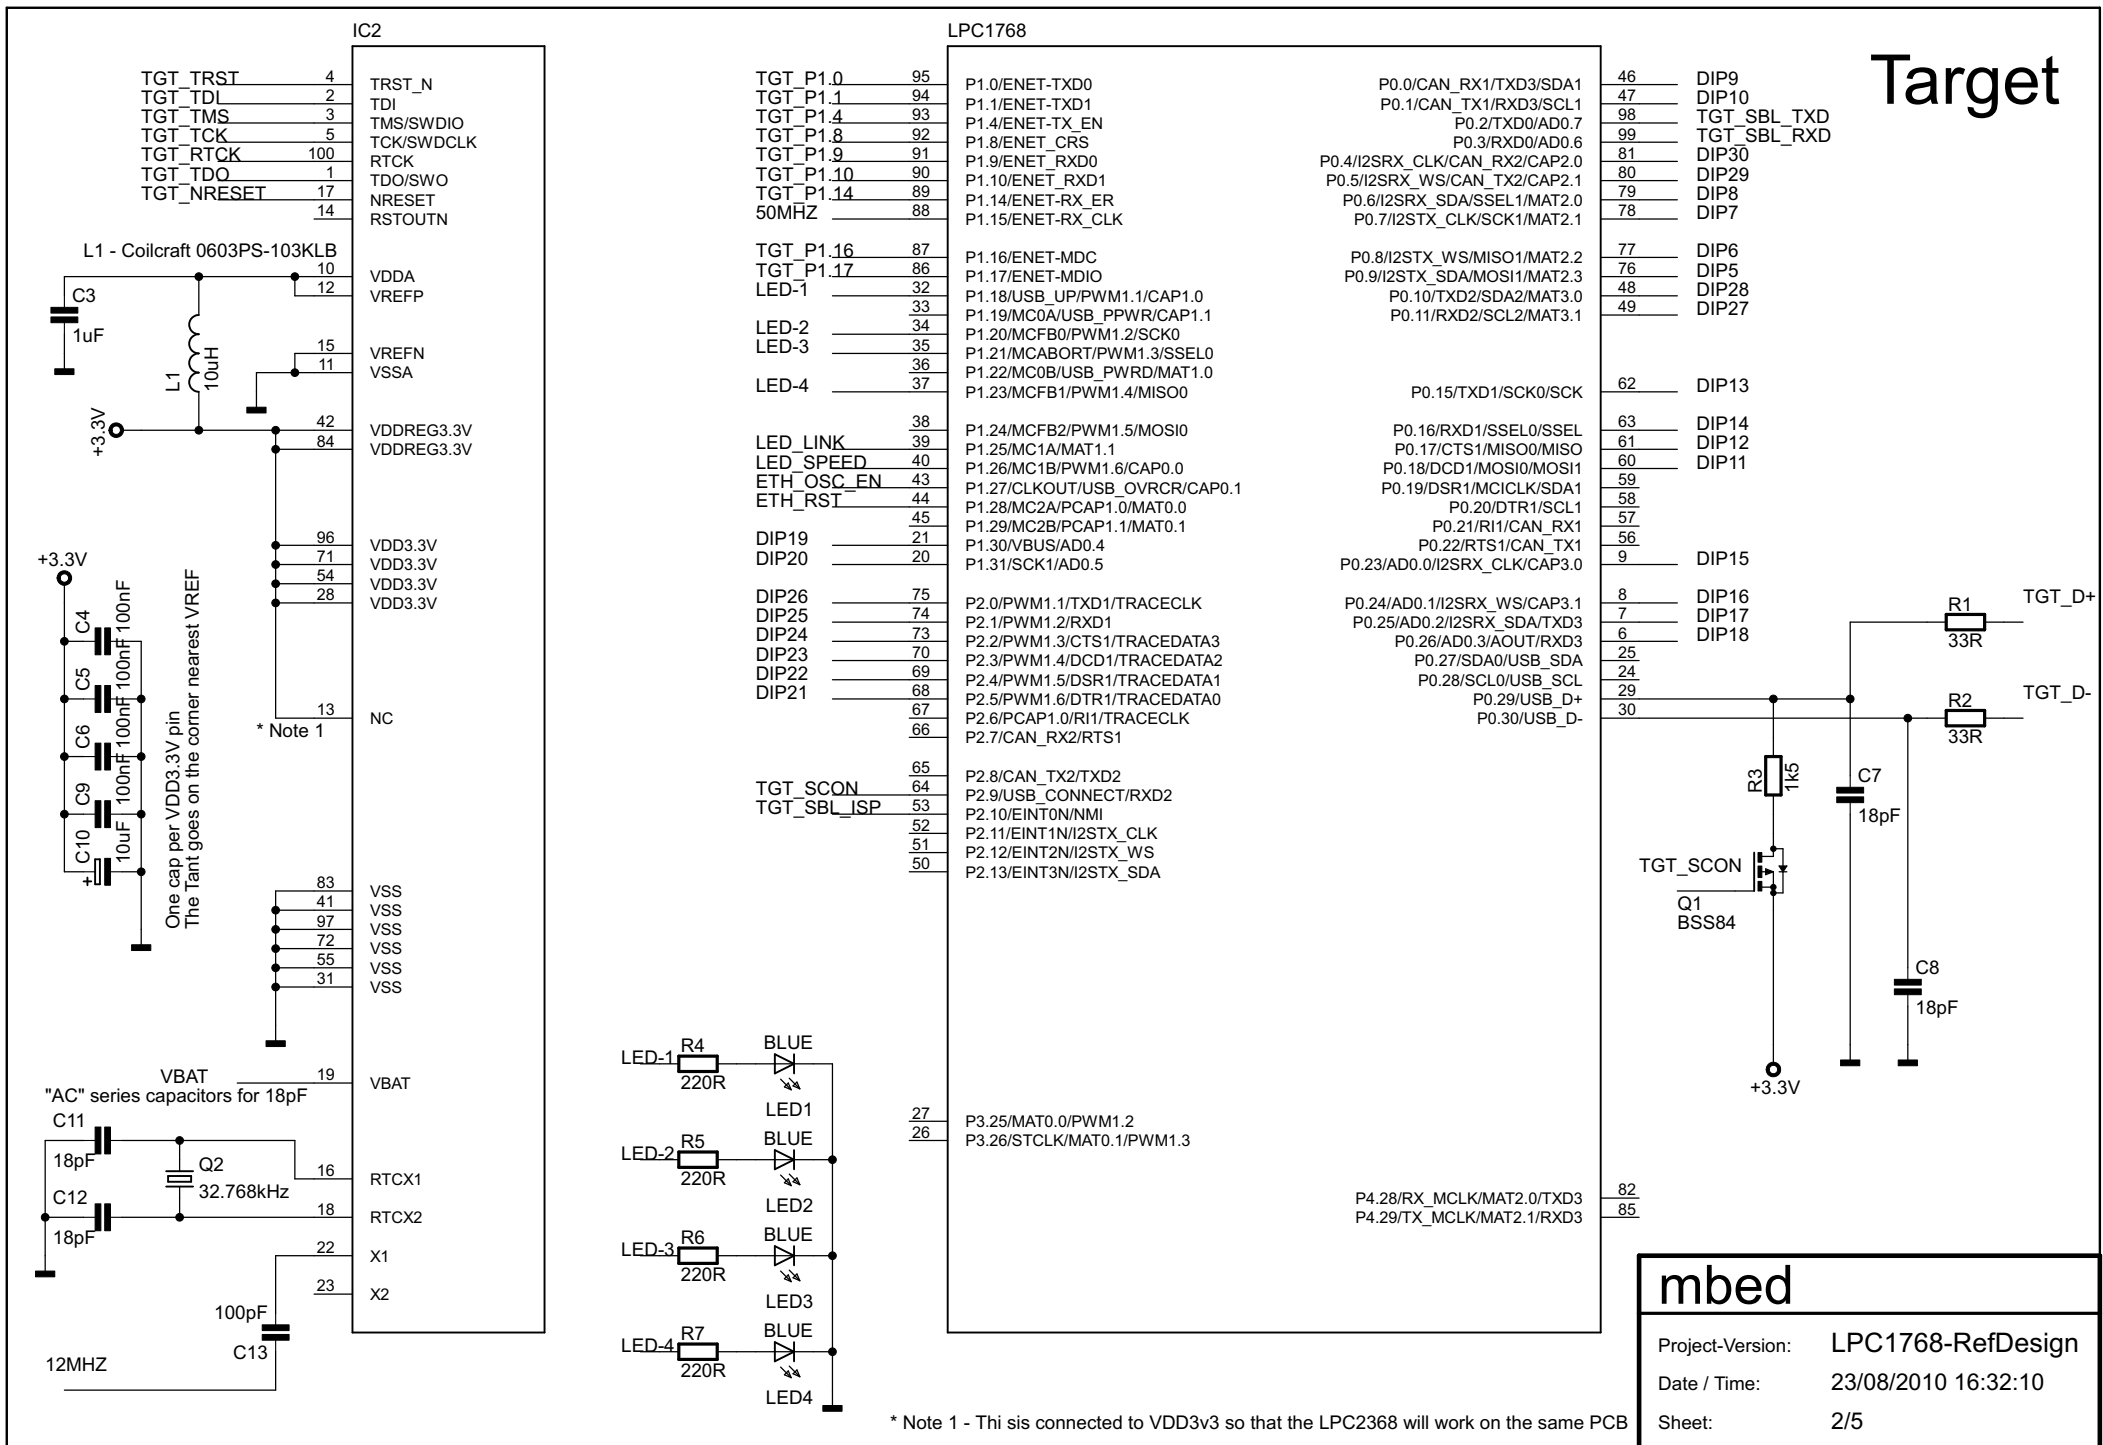 Target
IC2
TGT_TRST 4 TRST_N
TGT_TDI 2 TDI
TGT_TMS 3 TMS/SWDIO
TGT_TCK 5 TCK/SWDCLK
TGT_RTCK 100 RTCK
TGT_TDO 1 TDO/SWO
TGT_NRESET 17 NRESET
14 RSTOUTN
L1 - Coilcraft 0603PS-103KLB
10 VDDA
12 VREFP
C3
1uF
L1
10uH
15 VREFN
11 VSSA
+3.3V
42 VDDREG3.3V
84 VDDREG3.3V
96 VDD3.3V
71 VDD3.3V
54 VDD3.3V
28 VDD3.3V
13 NC
* Note 1
+3.3V
C4 100nF
C5 100nF
C6 100nF
C9 100nF
C10 10uF
+
One cap per VDD3.3V pin
The Tant goes on the corner nearest VREF
83 VSS
41 VSS
97 VSS
72 VSS
55 VSS
31 VSS
VBAT 19 VBAT
"AC" series capacitors for 18pF
C11
18pF
Q2
32.768kHz
C12
18pF
16 RTCX1
18 RTCX2
22 X1
23 X2
100pF
C13
12MHZ
LPC1768
TGT_P1.0 95 P1.0/ENET-TXD0
TGT_P1.1 94 P1.1/ENET-TXD1
TGT_P1.4 93 P1.4/ENET-TX_EN
TGT_P1.8 92 P1.8/ENET_CRS
TGT_P1.9 91 P1.9/ENET_RXD0
TGT_P1.10 90 P1.10/ENET_RXD1
TGT_P1.14 89 P1.14/ENET-RX_ER
50MHZ 88 P1.15/ENET-RX_CLK
TGT_P1.16 87 P1.16/ENET-MDC
TGT_P1.17 86 P1.17/ENET-MDIO
LED-1 32 P1.18/USB_UP/PWM1.1/CAP1.0
33 P1.19/MC0A/USB_PPWR/CAP1.1
LED-2 34 P1.20/MCFB0/PWM1.2/SCK0
LED-3 35 P1.21/MCABORT/PWM1.3/SSEL0
36 P1.22/MC0B/USB_PWRD/MAT1.0
LED-4 37 P1.23/MCFB1/PWM1.4/MISO0
38 P1.24/MCFB2/PWM1.5/MOSI0
LED_LINK 39 P1.25/MC1A/MAT1.1
LED_SPEED 40 P1.26/MC1B/PWM1.6/CAP0.0
ETH_OSC_EN 43 P1.27/CLKOUT/USB_OVRCR/CAP0.1
ETH_RST 44 P1.28/MC2A/PCAP1.0/MAT0.0
45 P1.29/MC2B/PCAP1.1/MAT0.1
DIP19 21 P1.30/VBUS/AD0.4
DIP20 20 P1.31/SCK1/AD0.5
DIP26 75 P2.0/PWM1.1/TXD1/TRACECLK
DIP25 74 P2.1/PWM1.2/RXD1
DIP24 73 P2.2/PWM1.3/CTS1/TRACEDATA3
DIP23 70 P2.3/PWM1.4/DCD1/TRACEDATA2
DIP22 69 P2.4/PWM1.5/DSR1/TRACEDATA1
DIP21 68 P2.5/PWM1.6/DTR1/TRACEDATA0
67 P2.6/PCAP1.0/RI1/TRACECLK
66 P2.7/CAN_RX2/RTS1
65 P2.8/CAN_TX2/TXD2
TGT_SCON 64 P2.9/USB_CONNECT/RXD2
TGT_SBL_ISP 53 P2.10/EINT0N/NMI
52 P2.11/EINT1N/I2STX_CLK
51 P2.12/EINT2N/I2STX_WS
50 P2.13/EINT3N/I2STX_SDA
27 P3.25/MAT0.0/PWM1.2
26 P3.26/STCLK/MAT0.1/PWM1.3
P0.0/CAN_RX1/TXD3/SDA1 46 DIP9
P0.1/CAN_TX1/RXD3/SCL1 47 DIP10
P0.2/TXD0/AD0.7 98 TGT_SBL_TXD
P0.3/RXD0/AD0.6 99 TGT_SBL_RXD
P0.4/I2SRX_CLK/CAN_RX2/CAP2.0 81 DIP30
P0.5/I2SRX_WS/CAN_TX2/CAP2.1 80 DIP29
P0.6/I2SRX_SDA/SSEL1/MAT2.0 79 DIP8
P0.7/I2STX_CLK/SCK1/MAT2.1 78 DIP7
P0.8/I2STX_WS/MISO1/MAT2.2 77 DIP6
P0.9/I2STX_SDA/MOSI1/MAT2.3 76 DIP5
P0.10/TXD2/SDA2/MAT3.0 48 DIP28
P0.11/RXD2/SCL2/MAT3.1 49 DIP27
P0.15/TXD1/SCK0/SCK 62 DIP13
P0.16/RXD1/SSEL0/SSEL 63 DIP14
P0.17/CTS1/MISO0/MISO 61 DIP12
P0.18/DCD1/MOSI0/MOSI1 60 DIP11
P0.19/DSR1/MCICLK/SDA1 59
P0.20/DTR1/SCL1 58
P0.21/RI1/CAN_RX1 57
P0.22/RTS1/CAN_TX1 56
P0.23/AD0.0/I2SRX_CLK/CAP3.0 9 DIP15
P0.24/AD0.1/I2SRX_WS/CAP3.1 8 DIP16
P0.25/AD0.2/I2SRX_SDA/TXD3 7 DIP17
P0.26/AD0.3/AOUT/RXD3 6 DIP18
P0.27/SDA0/USB_SDA 25
P0.28/SCL0/USB_SCL 24
P0.29/USB_D+ 29
P0.30/USB_D- 30
P4.28/RX_MCLK/MAT2.0/TXD3 82
P4.29/TX_MCLK/MAT2.1/RXD3 85
R1 TGT_D+
33R
R2 TGT_D-
33R
R3
1k5
C7
18pF
TGT_SCON
Q1
BSS84
C8
18pF
+3.3V
LED-1 R4 BLUE
220R
LED1
LED-2 R5 BLUE
220R
LED2
LED-3 R6 BLUE
220R
LED3
LED-4 R7 BLUE
220R
LED4
* Note 1 - Thi sis connected to VDD3v3 so that the LPC2368 will work on the same PCB
mbed
Project-Version: LPC1768-RefDesign
Date / Time: 23/08/2010 16:32:10
Sheet: 2/5